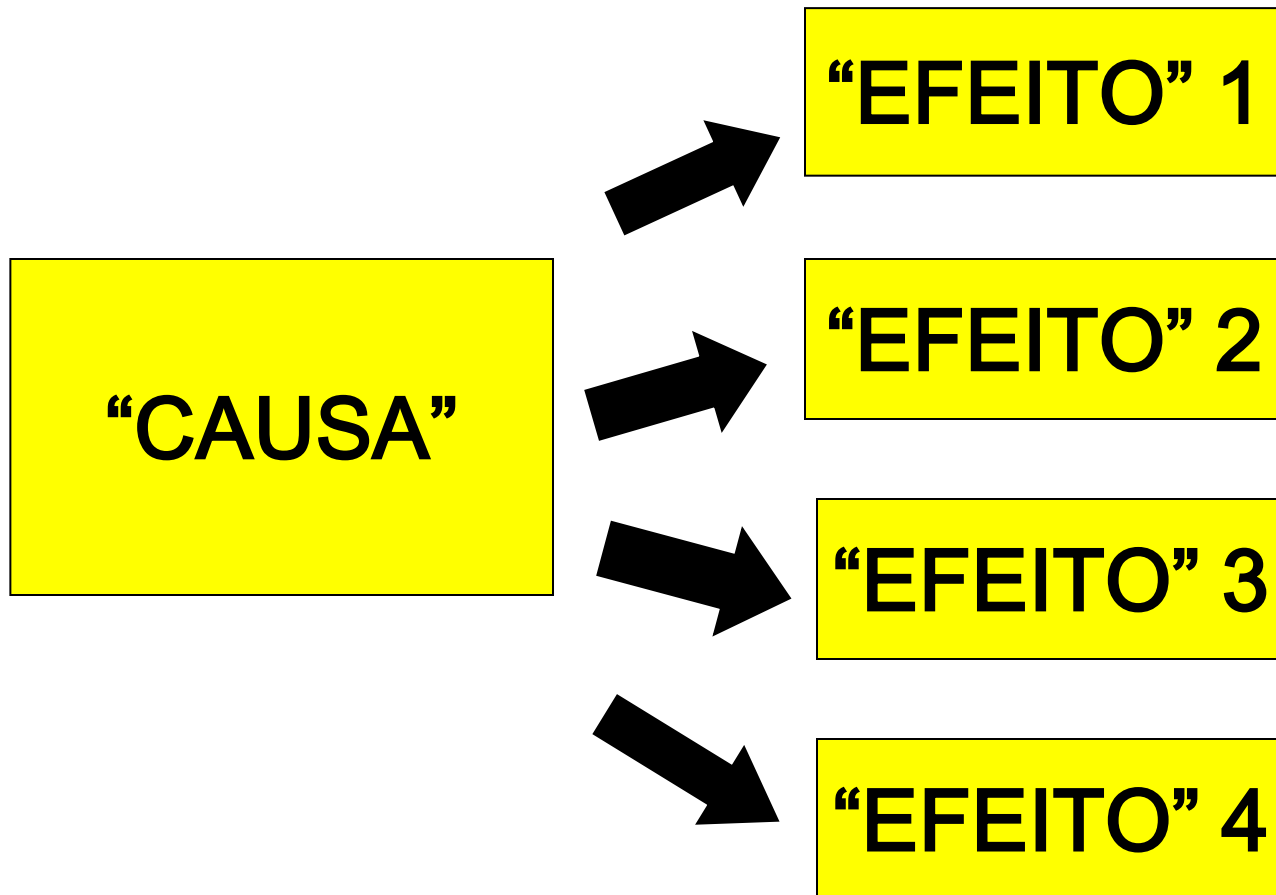 “EFEITO” 1
“EFEITO” 2
“CAUSA”
“EFEITO” 3
“EFEITO” 4